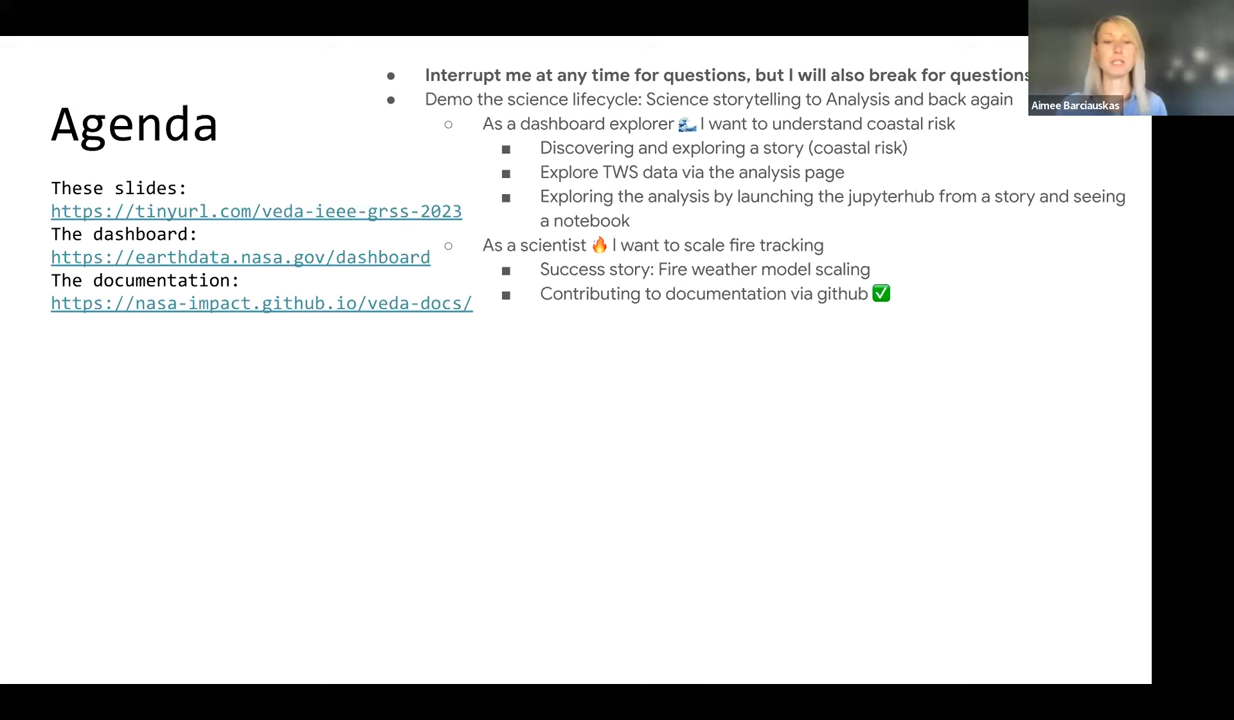 Agenda
These slides:
https://tinyurl.com/veda-ieee-grss-2023
The dashboard:
https://earthdata.nasa.gov/dashboard
The documentation:
https://nasa-impact.github.io/veda-docs/
● Interrupt me at any time for questions, but I will also break for questions
● Demo the science lifecycle: Science storytelling to Analysis and back again
○ As a dashboard explorer 🌊 I want to understand coastal risk
■ Discovering and exploring a story (coastal risk)
■ Explore TWS data via the analysis page
■ Exploring the analysis by launching the jupyterhub from a story and seeing
a notebook
○ As a scientist 🔥 I want to scale fire tracking
■ Success story: Fire weather model scaling
■ Contributing to documentation via github ✅
Aimee Barciauskas